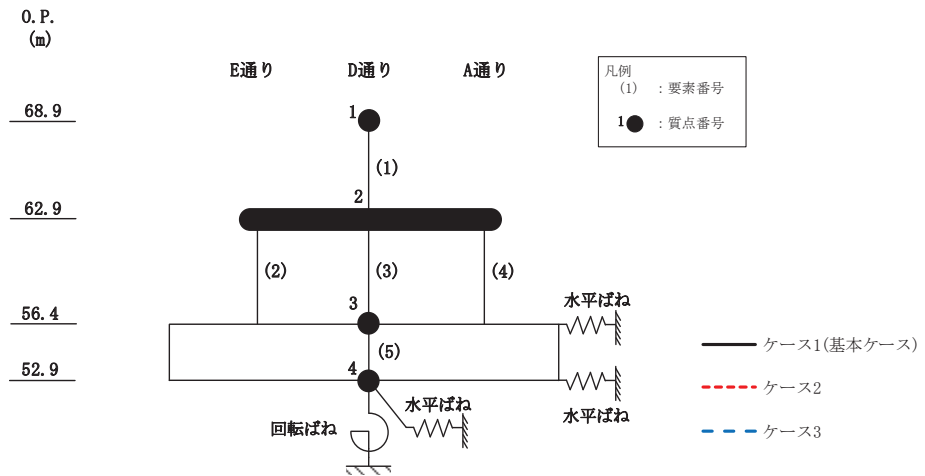 O.P.
(m)
E通り D通り A通り
凡例
(1) ：要素番号
1 ：質点番号
68.9
1
(1)
2
62.9
(2) (3) (4)
水平ばね
3
56.4
(5)
ケース1(基本ケース)
4
52.9
ケース2
水平ばね
水平ばね
回転ばね
ケース3